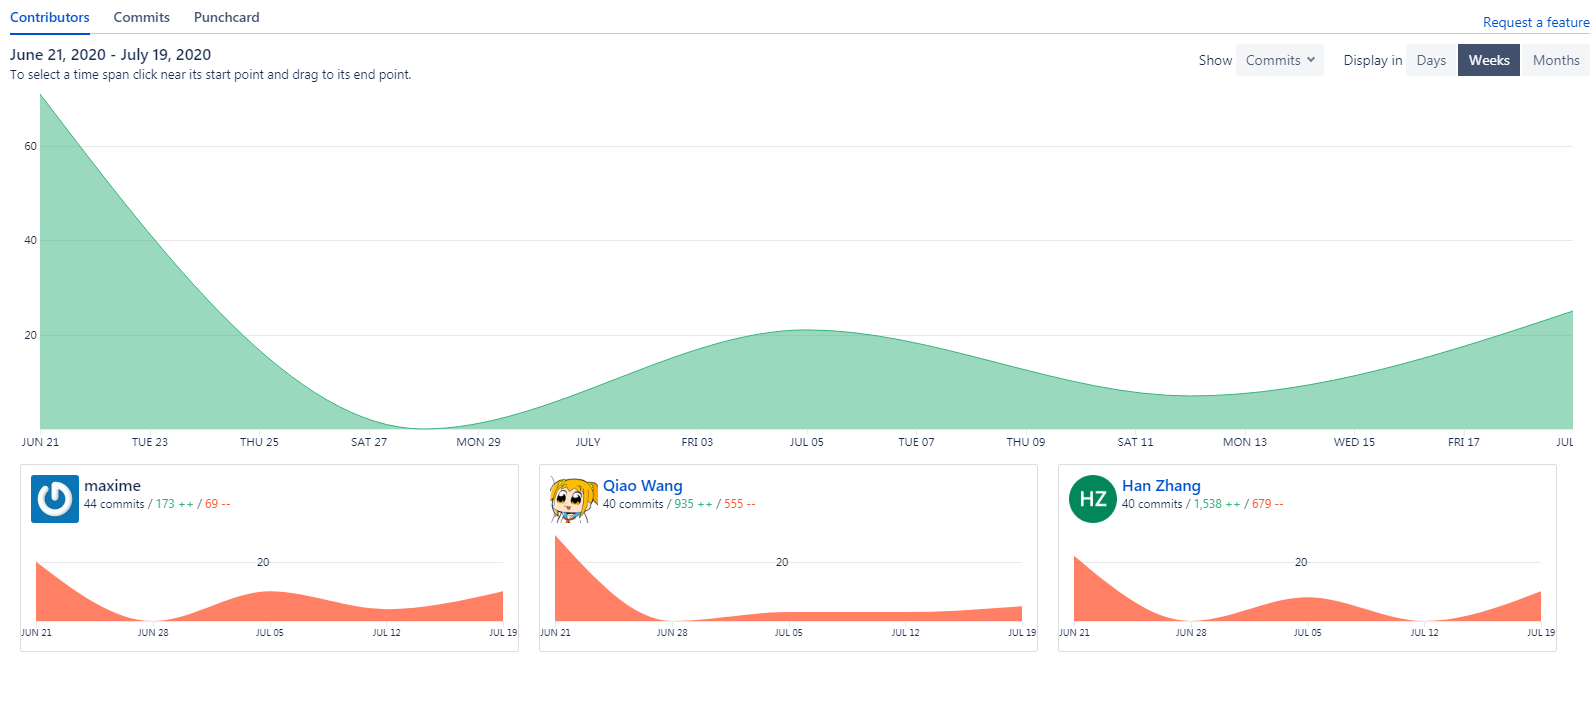 Contributors Commits Punchcard
Request a feature
June 21, 2020 - July 19, 2020
To select a time span click near its start point and drag to its end point.
Show Commits Display in Days Weeks Months
60
40
20
JUN 21 TUE 23 THU 25 SAT 27 MON 29 JULY FRI 03 JUL 05 TUE 07 THU 09 SAT 11 MON 13 WED 15 FRI 17 JUL
maxime
44 commits / 173 ++ / 69 --
20
JUN 21 JUN 28 JUL 05 JUL 12 JUL 19
Qiao Wang
40 commits / 935 ++ / 555 --
20
JUN 21 JUN 28 JUL 05 JUL 12 JUL 19
HZ
Han Zhang
40 commits / 1,538 ++ / 679 --
20
JUN 21 JUN 28 JUL 05 JUL 12 JUL 19